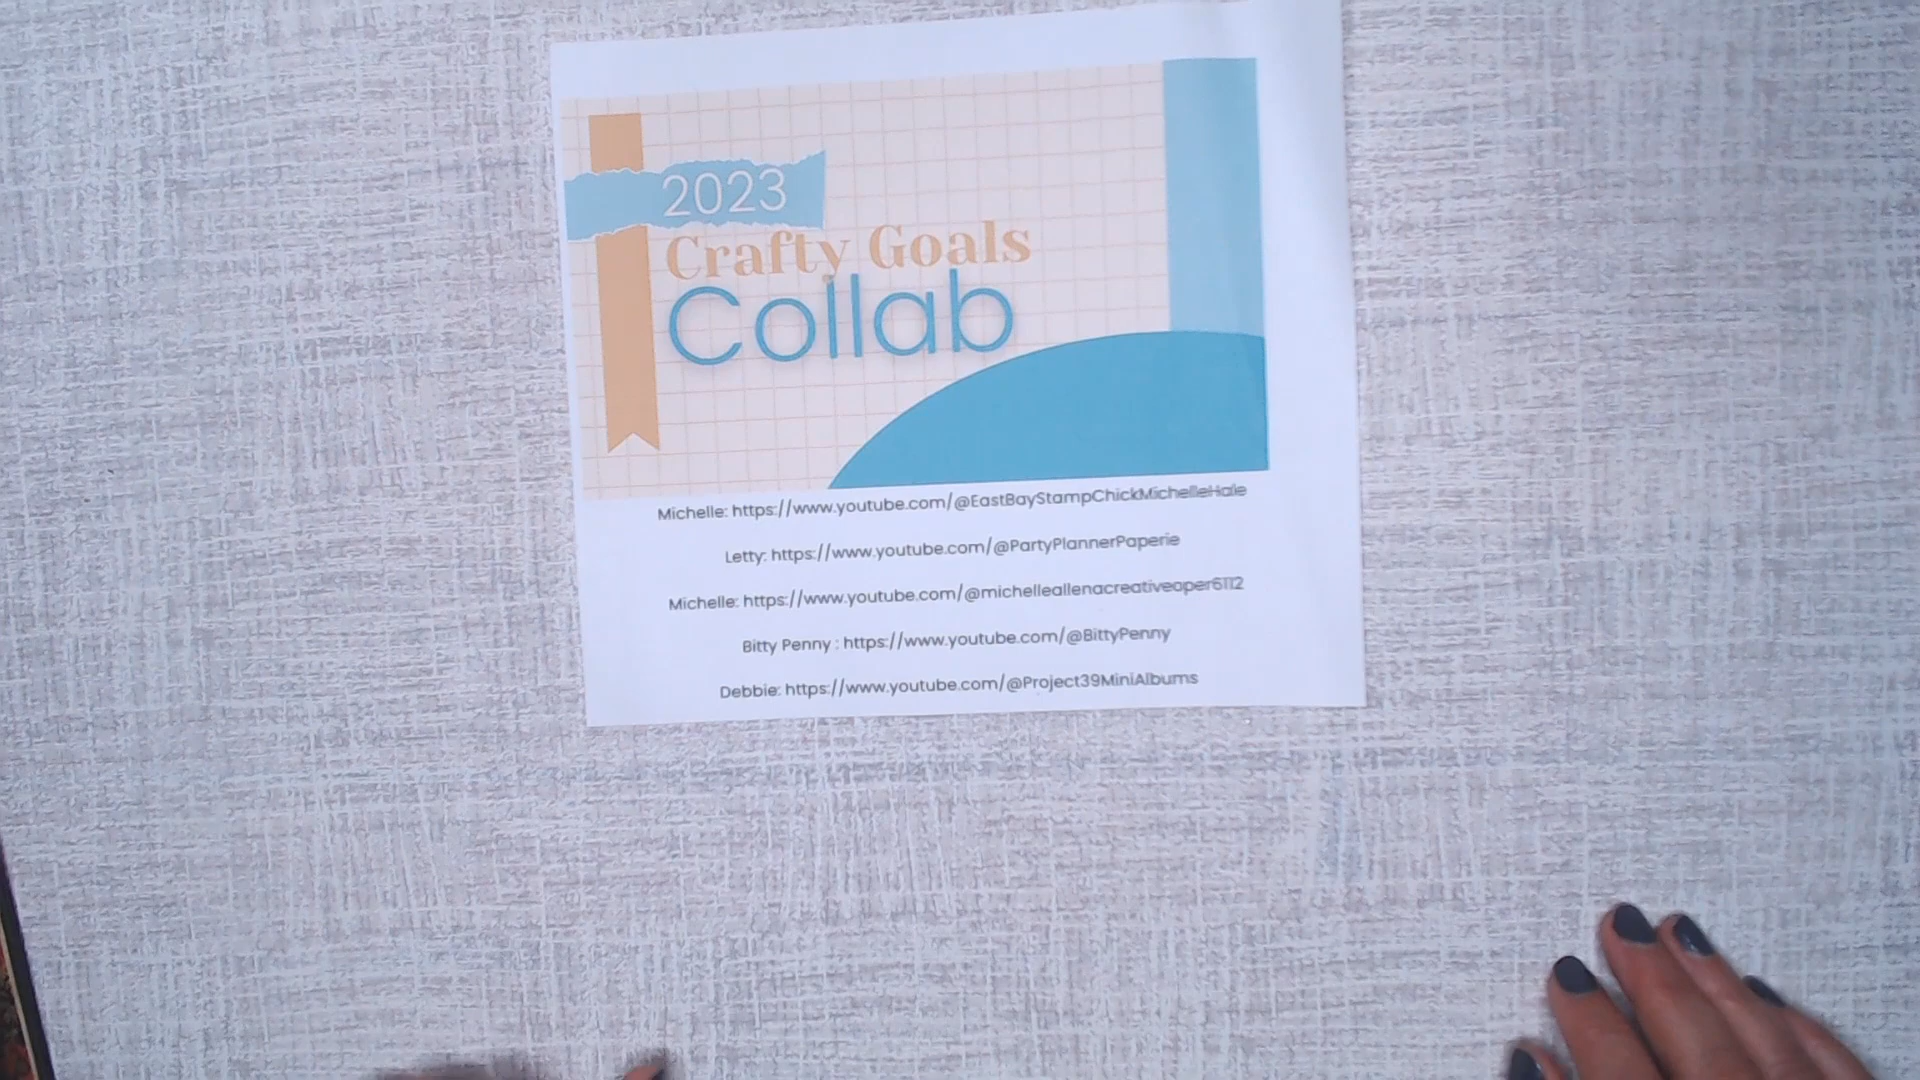 2023
Crafty Goals
Collab
Michelle: https://www.youtube.com/@EastBayStampChickMichelleHale
Letty: https://www.youtube.com/@PartyPlannerPaperie
Michelle: https://www.youtube.com/@michelleallenacreativeaper6112
Bitty Penny : https://www.youtube.com/@BittyPenny
Debbie: https://www.youtube.com/@Project39MiniAlbums